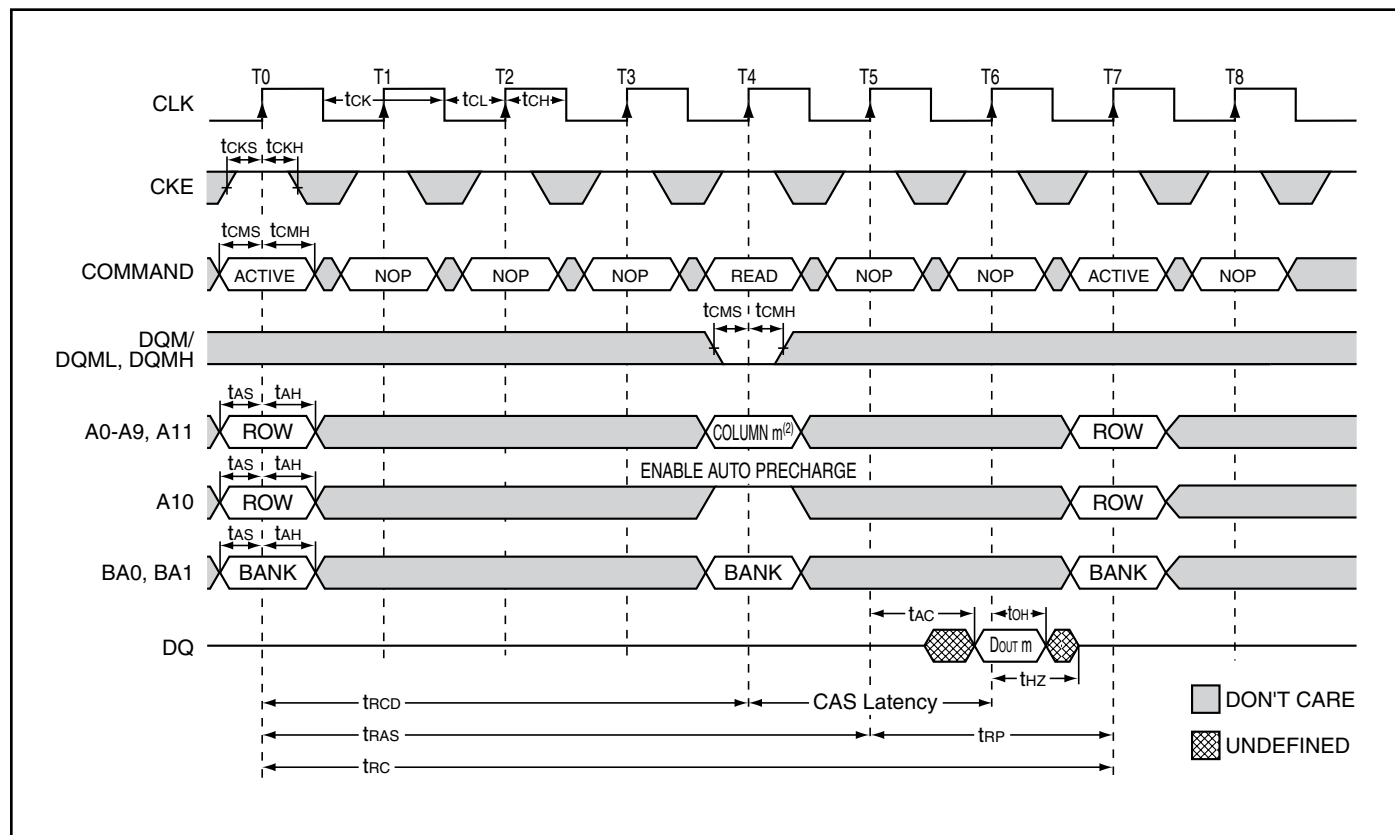 T0 T1 T2 T3 T4 T5 T6 T7 T8
CLK tCK tCL tCH
tCKS tCKH
CKE
tCMS tCMH
COMMAND ACTIVE NOP NOP NOP READ NOP NOP ACTIVE NOP
tCMS tCMH
DQM/
DQML, DQMH
tAS tAH
A0-A9, A11 ROW COLUMN m(2) ROW
ENABLE AUTO PRECHARGE
tAS tAH
A10 ROW ROW
tAS tAH
BA0, BA1 BANK BANK BANK
tAC tOH
DQ DOUT m
tHZ
tRCD CAS Latency
DON'T CARE
tRAS tRP
UNDEFINED
tRC